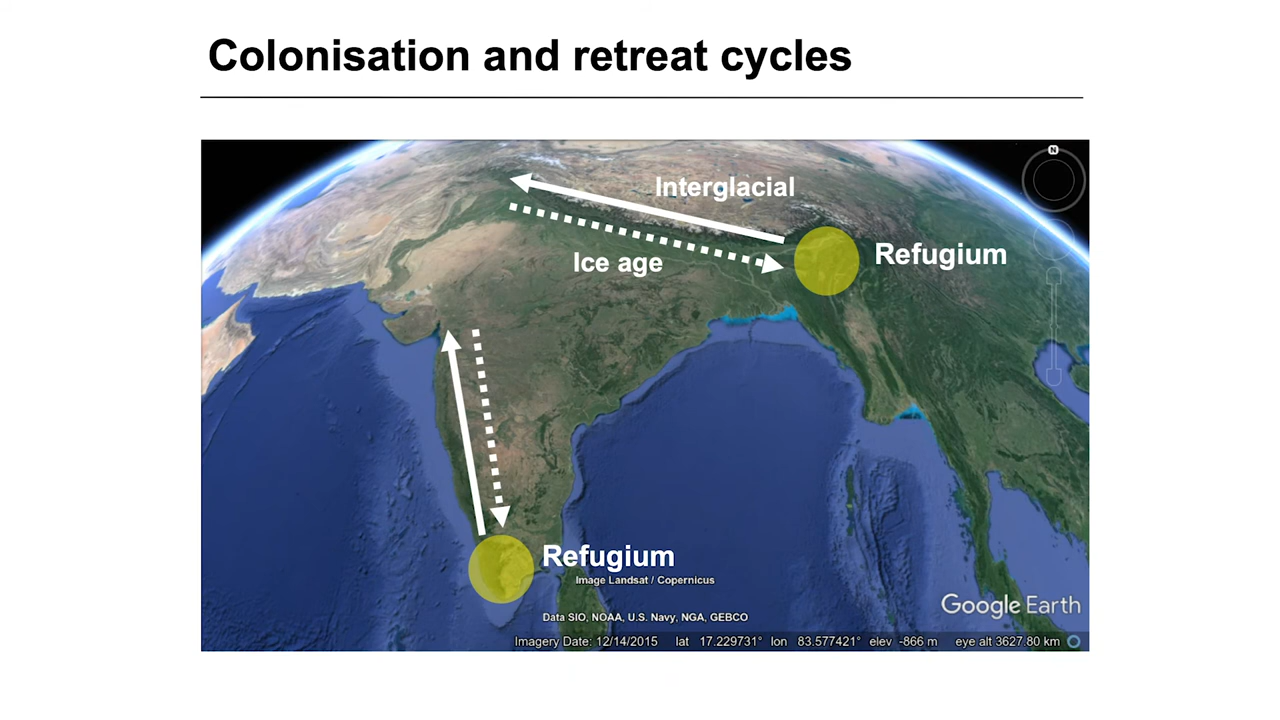 Colonisation and retreat cycles
N
Interglacial
Refugium
Ice age
Refugium
Image Landsat / Copernicus
Google Earth
Data SIO, NOAA, U.S. Navy, NGA, GEBCO
Imagery Date: 12/14/2015 lat 17.229731° lon 83.577421° elev -866 m eye alt 3627.80 km